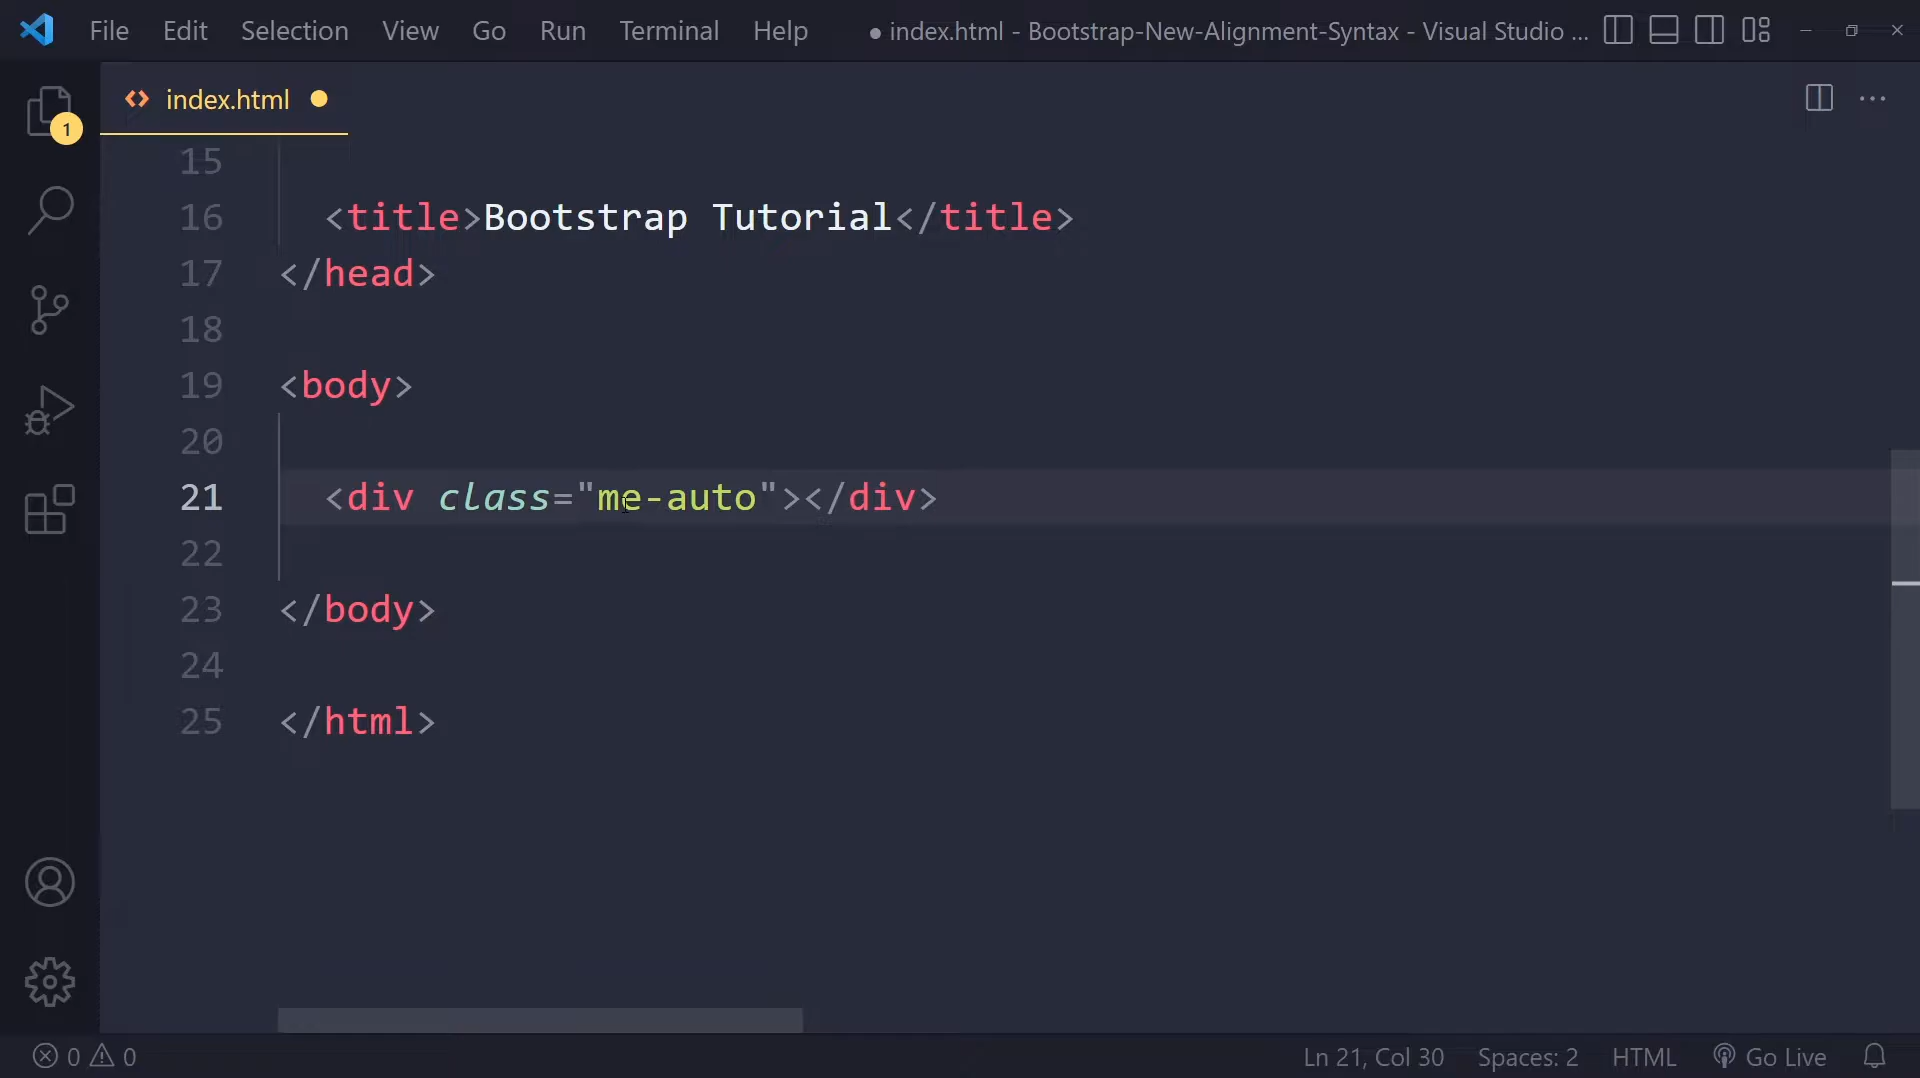 File Edit Selection View Go Run Terminal Help ● index.html - Bootstrap-New-Alignment-Syntax - Visual Studio ...
index.html
1
15
16 <title>Bootstrap Tutorial</title>
17 </head>
18
19 <body>
20
21 <div class="me-auto"></div>
22
23 </body>
24
25 </html>
0 0 Ln 21, Col 30 Spaces: 2 HTML Go Live